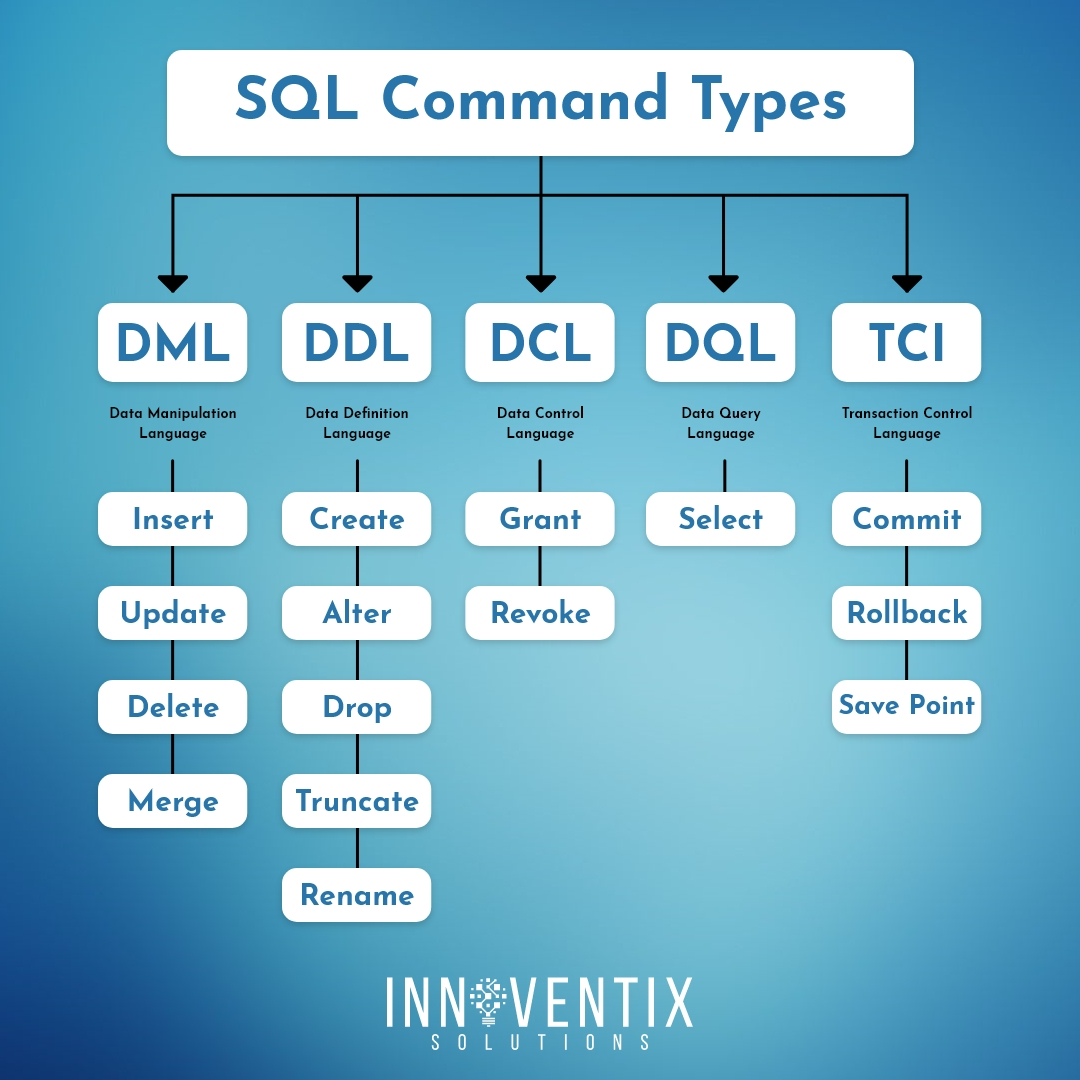 SQL Command Types
DML
DDL
DCL
DQL
TCI
Data Manipulation
Language
Data Definition
Language
Data Control
Language
Data Query
Language
Transaction Control
Language
Insert
Create
Grant
Select
Commit
Update
Alter
Revoke
Rollback
Delete
Drop
Save Point
Merge
Truncate
Rename
INNOVENTIX
SOLUTIONS